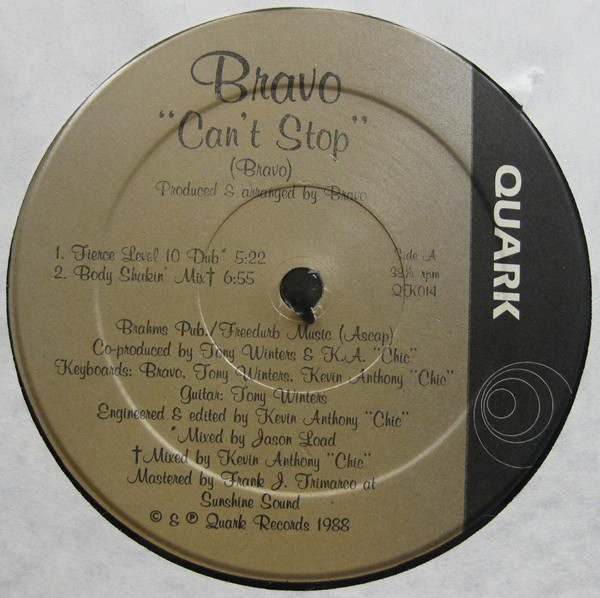 Bravo
"Can't Stop"
(Bravo)
Produced & arranged by Bravo
1. Fierce Level 10 Dub* 5:22
2. Body Shakin' Mix† 6:55
Side A
33⅓ rpm
QK014
QUARK
Brahms Pub./Freedurb Music (Ascap)
Co-produced by Tony Winters & K.A. "Chic"
Keyboards: Bravo, Tony Winters, Kevin Anthony "Chic"
Guitar: Tony Winters
Engineered & edited by Kevin Anthony "Chic"
*Mixed by Jason Load
†Mixed by Kevin Anthony "Chic"
Mastered by Frank J. Trimarco at
Sunshine Sound
© & ℗ Quark Records 1988